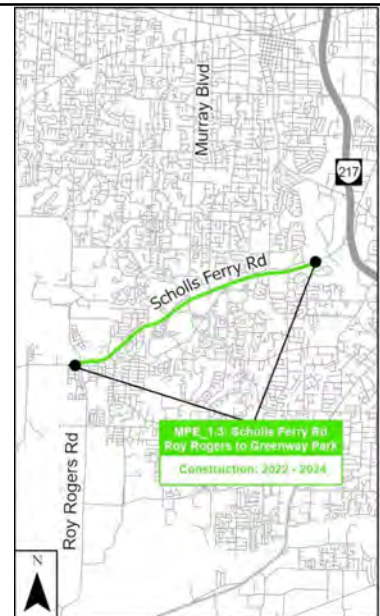 Murray Blvd
217
Scholls Ferry Rd
MPE_1.3: Scholls Ferry Rd
Roy Rogers to Greenway Park
Construction: 2022 - 2024
Roy Rogers Rd
N